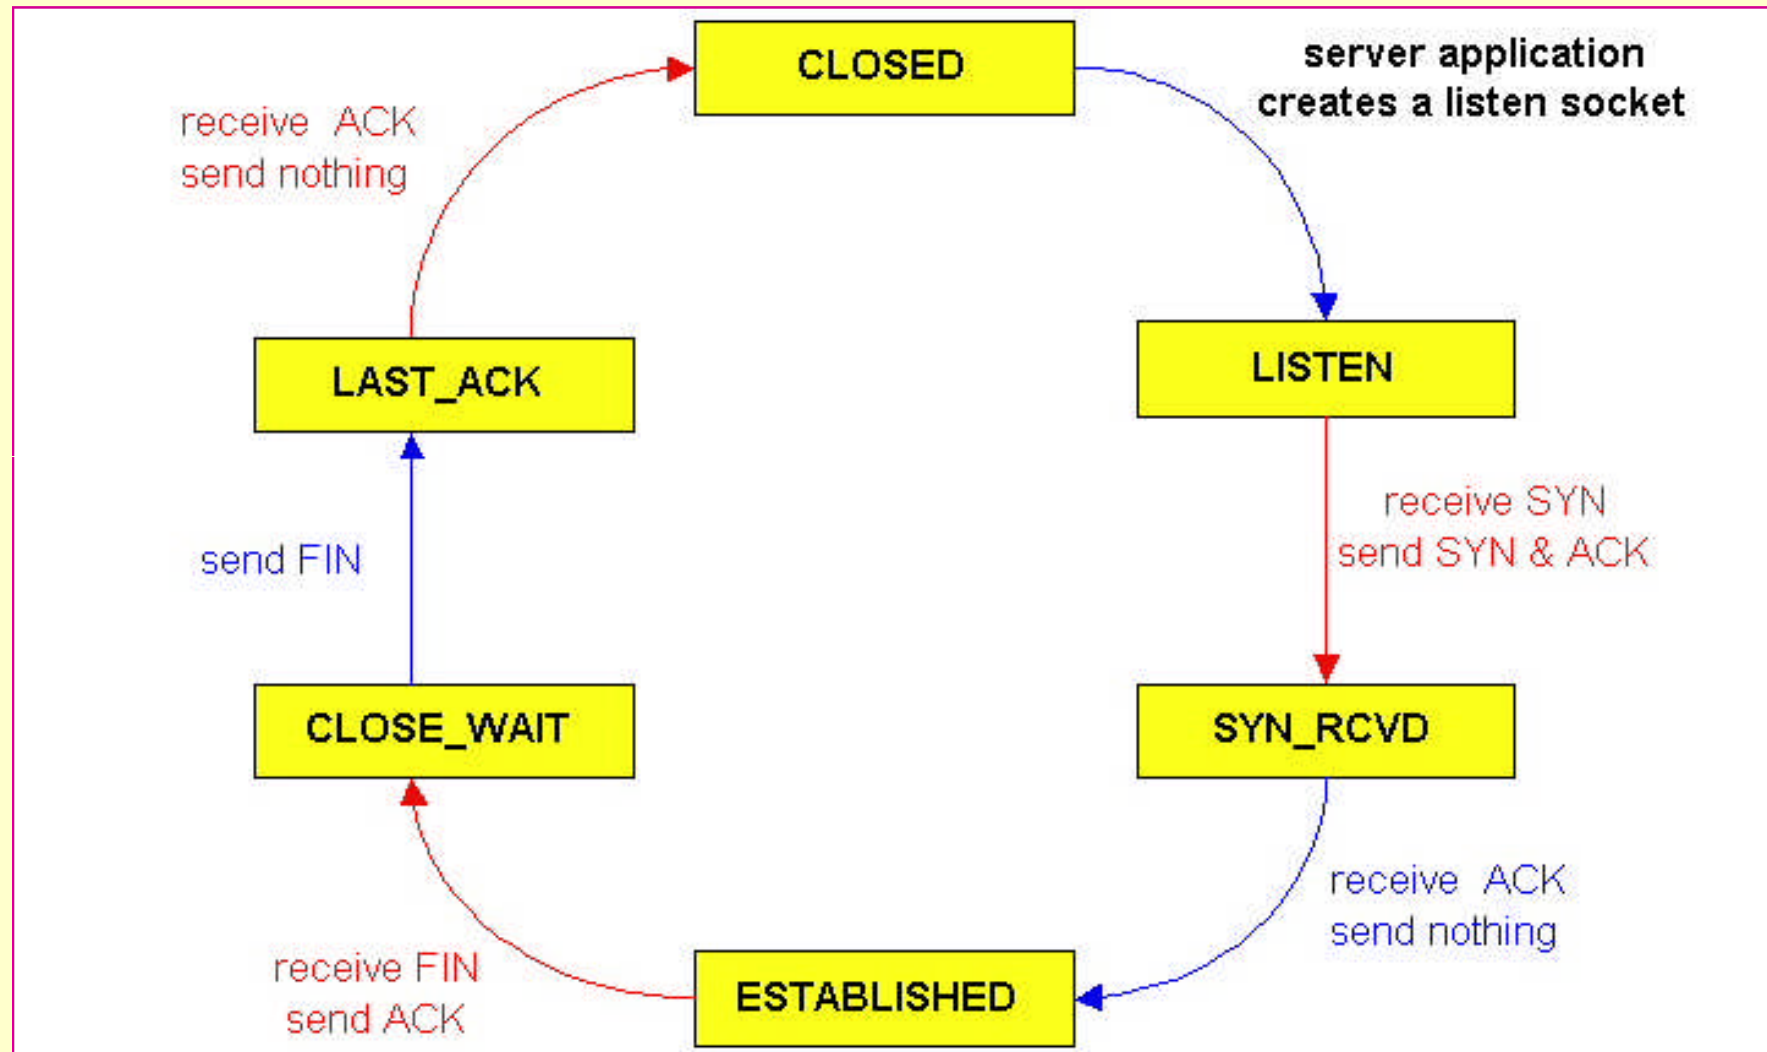 CLOSED
server application
creates a listen socket
receive ACK
send nothing
LISTEN
LAST_ACK
receive SYN
send SYN & ACK
send FIN
CLOSE_WAIT
SYN_RCVD
receive ACK
send nothing
receive FIN
send ACK
ESTABLISHED